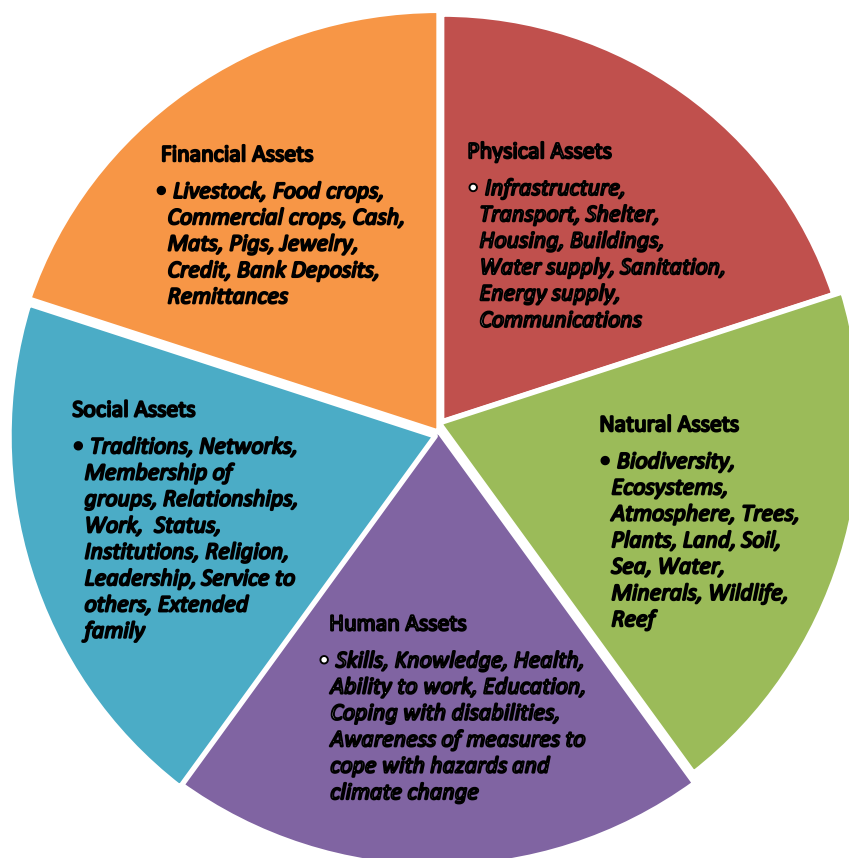 Financial Assets
• Livestock, Food crops,
Commercial crops, Cash,
Mats, Pigs, Jewelry,
Credit, Bank Deposits,
Remittances
Physical Assets
◦ Infrastructure,
Transport, Shelter,
Housing, Buildings,
Water supply, Sanitation,
Energy supply,
Communications
Social Assets
• Traditions, Networks,
Membership of
groups, Relationships,
Work, Status,
Institutions, Religion,
Leadership, Service to
others, Extended
family
Natural Assets
• Biodiversity,
Ecosystems,
Atmosphere, Trees,
Plants, Land, Soil,
Sea, Water,
Minerals, Wildlife,
Reef
Human Assets
◦ Skills, Knowledge, Health,
Ability to work, Education,
Coping with disabilities,
Awareness of measures to
cope with hazards and
climate change